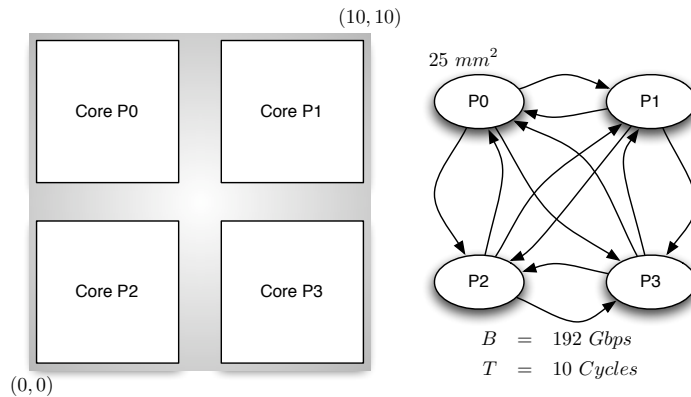 (10, 10)
Core P0
Core P1
Core P2
Core P3
(0, 0)
25 mm²
P0
P1
P2
P3
B = 192 Gbps
T = 10 Cycles